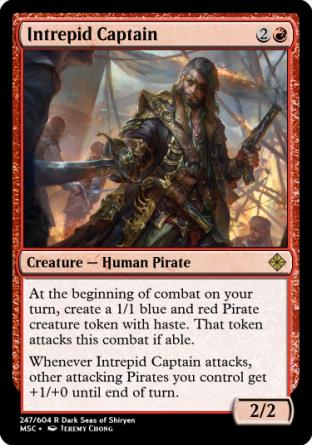 Intrepid Captain 2
Creature — Human Pirate
At the beginning of combat on your
turn, create a 1/1 blue and red Pirate
creature token with haste. That token
attacks this combat if able.
Whenever Intrepid Captain attacks,
other attacking Pirates you control get
+1/+0 until end of turn.
2/2
247/604 R Dark Seas of Shiryen
MSC • Jeremy Chong